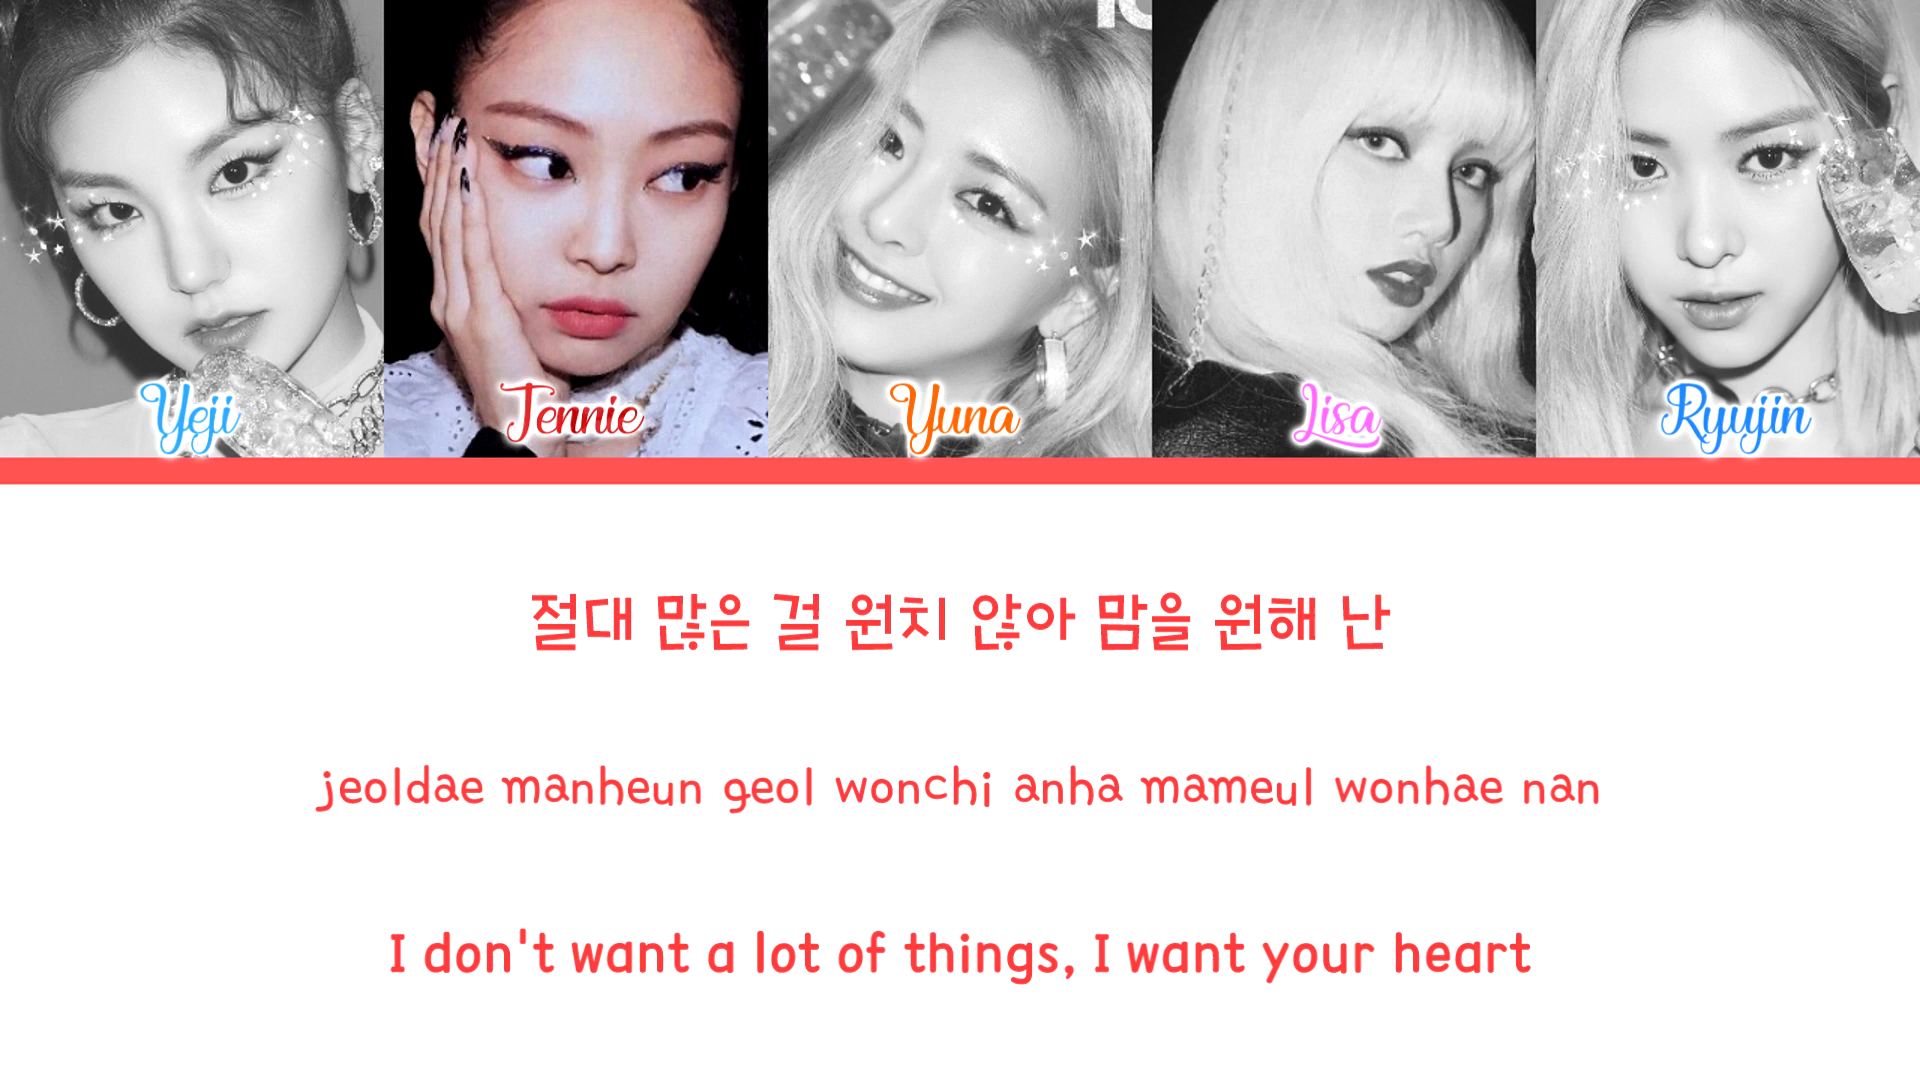 Yeji Jennie Yuna Lisa Ryujin
절대 많은 걸 원치 않아 맘을 원해 난
jeoldae manheun geol wonchi anha mameul wonhae nan
I don't want a lot of things, I want your heart